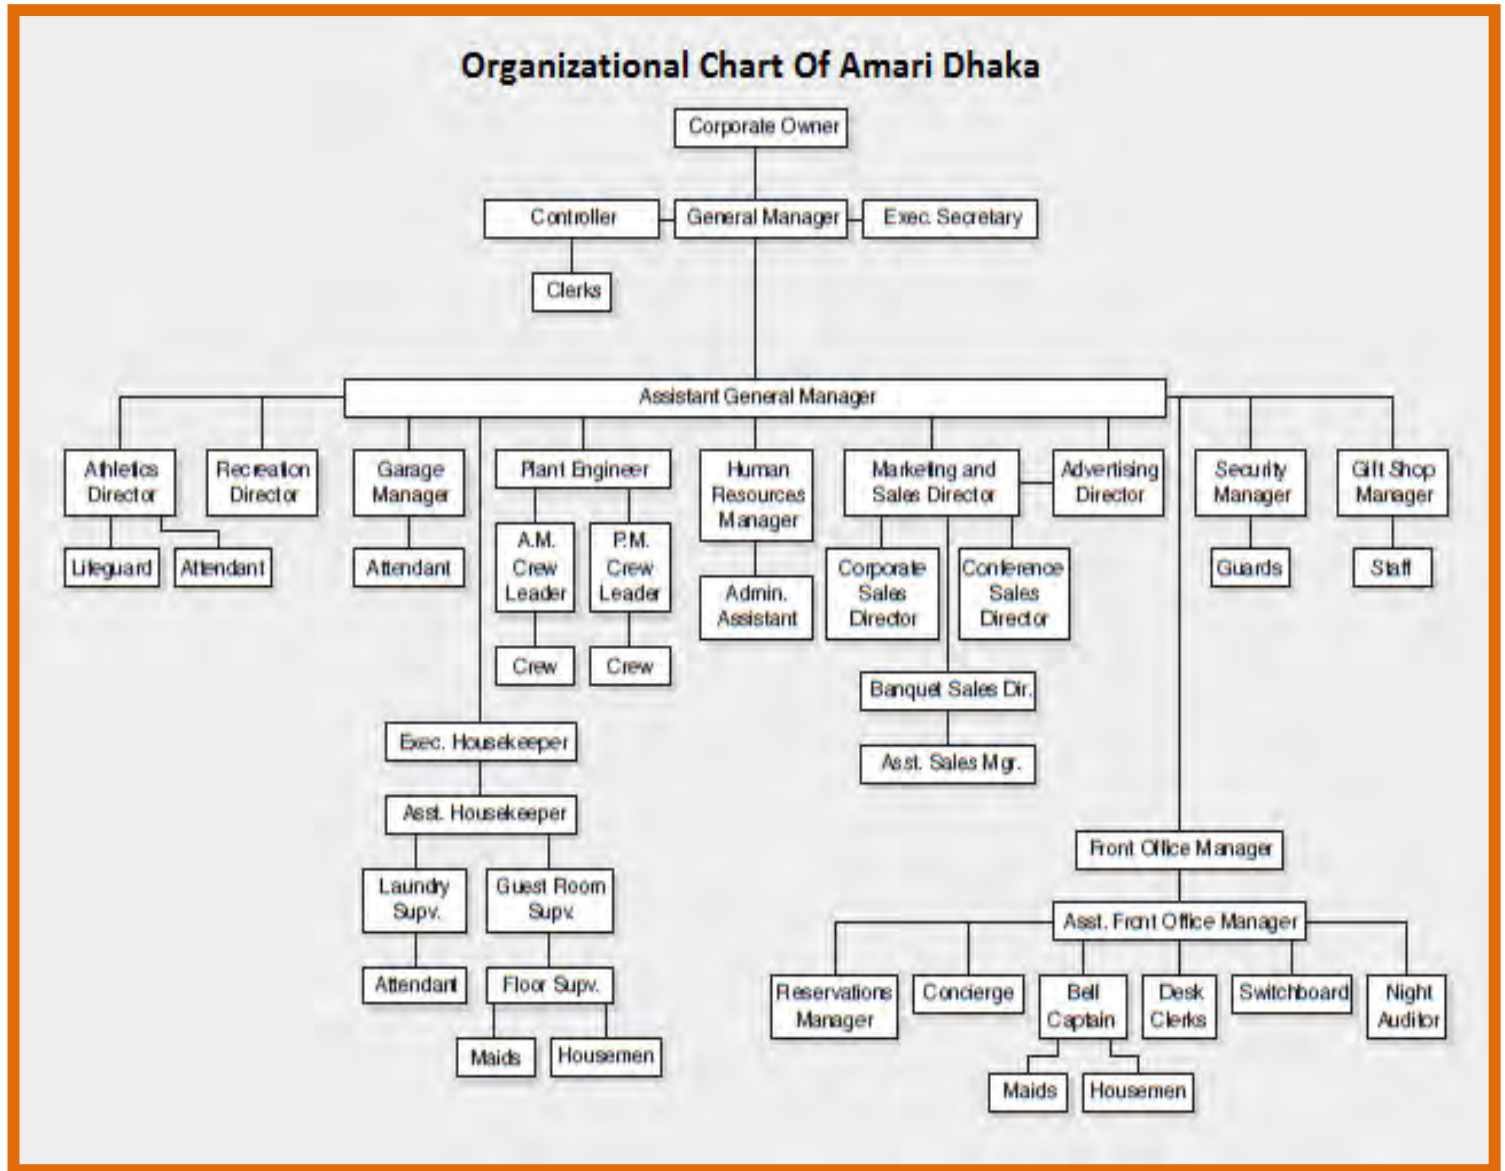 Organizational Chart Of Amari Dhaka
Corporate Owner
Controller
General Manager
Exec. Secretary
Clerks
Assistant General Manager
Athletics
Director
Recreation
Director
Garage
Manager
Plant Engineer
Human
Resources
Manager
Marketing and
Sales Director
Advertising
Director
Security
Manager
Gift Shop
Manager
Lifeguard
Attendant
Attendant
A.M.
Crew
Leader
P.M.
Crew
Leader
Admin.
Assistant
Corporate
Sales
Director
Conference
Sales
Director
Guards
Staff
Crew
Crew
Banquet Sales Dir.
Asst. Sales Mgr.
Exec. Housekeeper
Asst. Housekeeper
Laundry
Supv.
Guest Room
Supv.
Attendant
Floor Supv.
Maids
Housemen
Front Office Manager
Asst. Front Office Manager
Reservations
Manager
Concierge
Bell
Captain
Desk
Clerks
Switchboard
Night
Auditor
Maids
Housemen